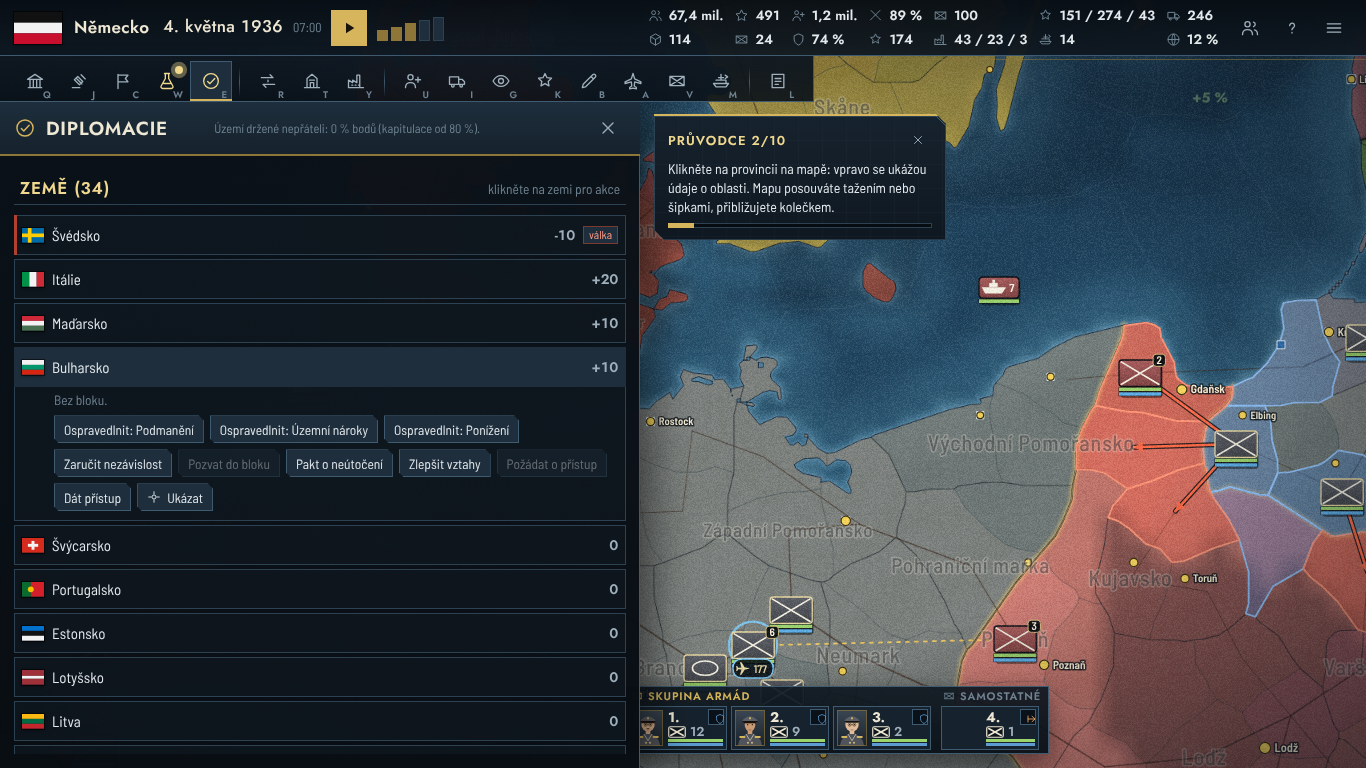 Německo 4. května 1936 07:00
67,4 mil. 491 1,2 mil. 89 % 100 151 / 274 / 43 246
114 24 74 % 174 43 / 23 / 3 14 12 %
Q J C W E R T Y U I G K B A V M L
DIPLOMACIE Území držené nepřáteli: 0 % bodů (kapitulace od 80 %).
ZEMĚ (34) klikněte na zemi pro akce
Švédsko -10 válka
Itálie +20
Maďarsko +10
Bulharsko +10
Bez bloku.
Ospravedlnit: Podmanění Ospravedlnit: Územní nároky Ospravedlnit: Ponížení
Zaručit nezávislost Pozvat do bloku Pakt o neútočení Zlepšit vztahy Požádat o přístup
Dát přístup Ukázat
Švýcarsko 0
Portugalsko 0
Estonsko 0
Lotyšsko 0
Litva 0
PRŮVODCE 2/10
Klikněte na provincii na mapě: vpravo se ukážou
údaje o oblasti. Mapu posouváte tažením nebo
šipkami, přibližujete kolečkem.
Skåne
+5 %
7
2
Gdaňsk
Elbing
Rostock
Východní Pomořansko
Západní Pomořansko
Pohraniční marka
Kujavsko
Toruň
3
6
177
Neumark
Poznaň
Lodž
Lodž
SKUPINA ARMÁD SAMOSTATNÉ
1. 12
2. 9
3. 2
4. 1